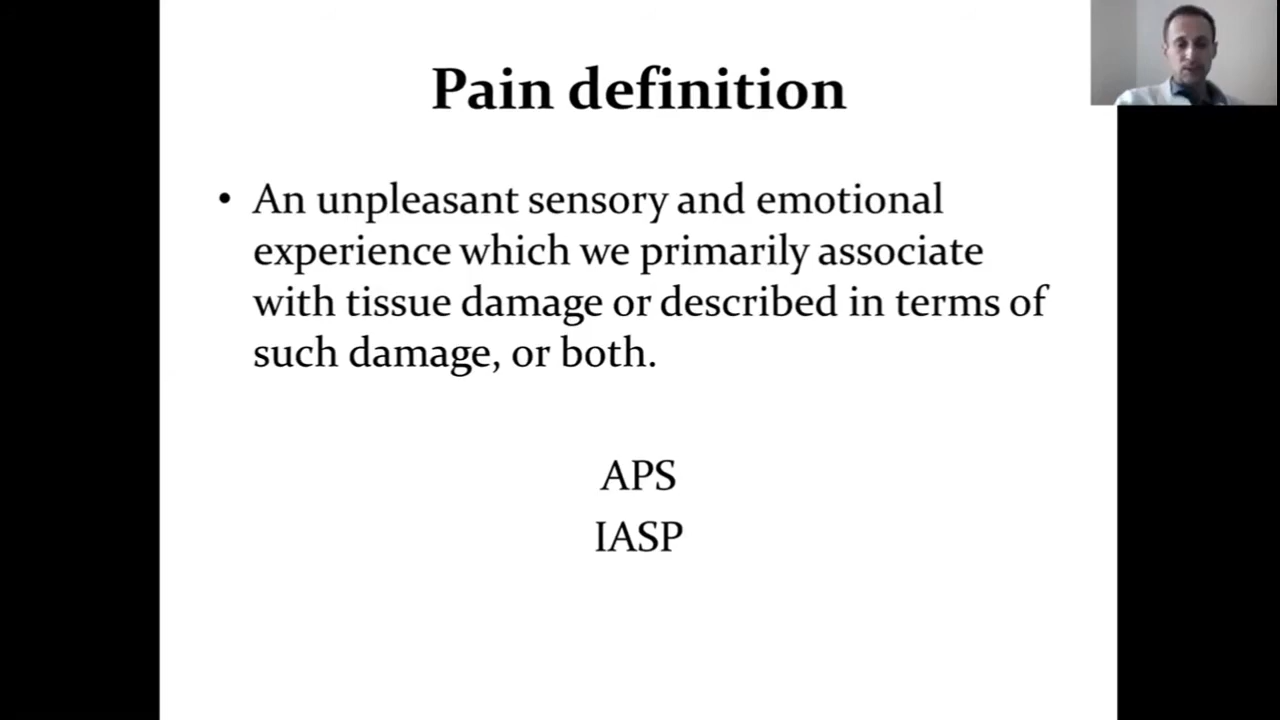 Pain definition
• An unpleasant sensory and emotional
experience which we primarily associate
with tissue damage or described in terms of
such damage, or both.
APS
IASP